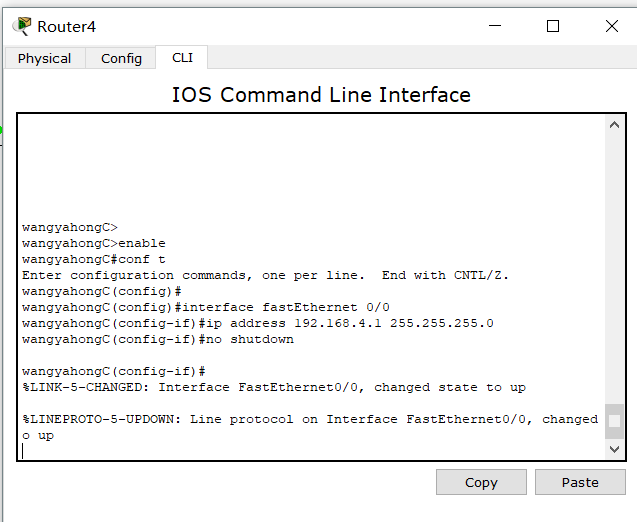 Router4
Physical Config CLI
IOS Command Line Interface
wangyahongC>
wangyahongC>enable
wangyahongC#conf t
Enter configuration commands, one per line.  End with CNTL/Z.
wangyahongC(config)#
wangyahongC(config)#interface fastEthernet 0/0
wangyahongC(config-if)#ip address 192.168.4.1 255.255.255.0
wangyahongC(config-if)#no shutdown
wangyahongC(config-if)#
%LINK-5-CHANGED: Interface FastEthernet0/0, changed state to up
%LINEPROTO-5-UPDOWN: Line protocol on Interface FastEthernet0/0, changed
o up
Copy Paste